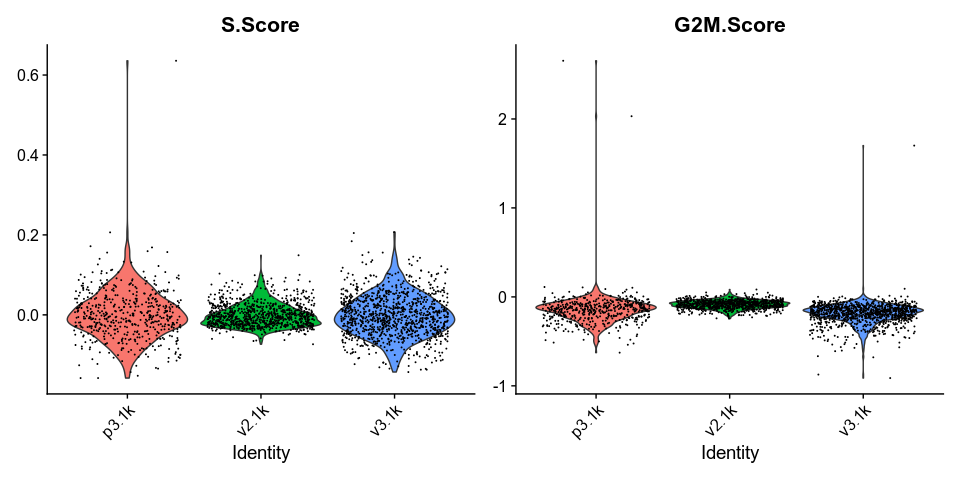 S.Score
0.6
0.4
0.2
0.0
p3.1k
v2.1k
v3.1k
Identity
G2M.Score
2
1
0
-1
p3.1k
v2.1k
v3.1k
Identity